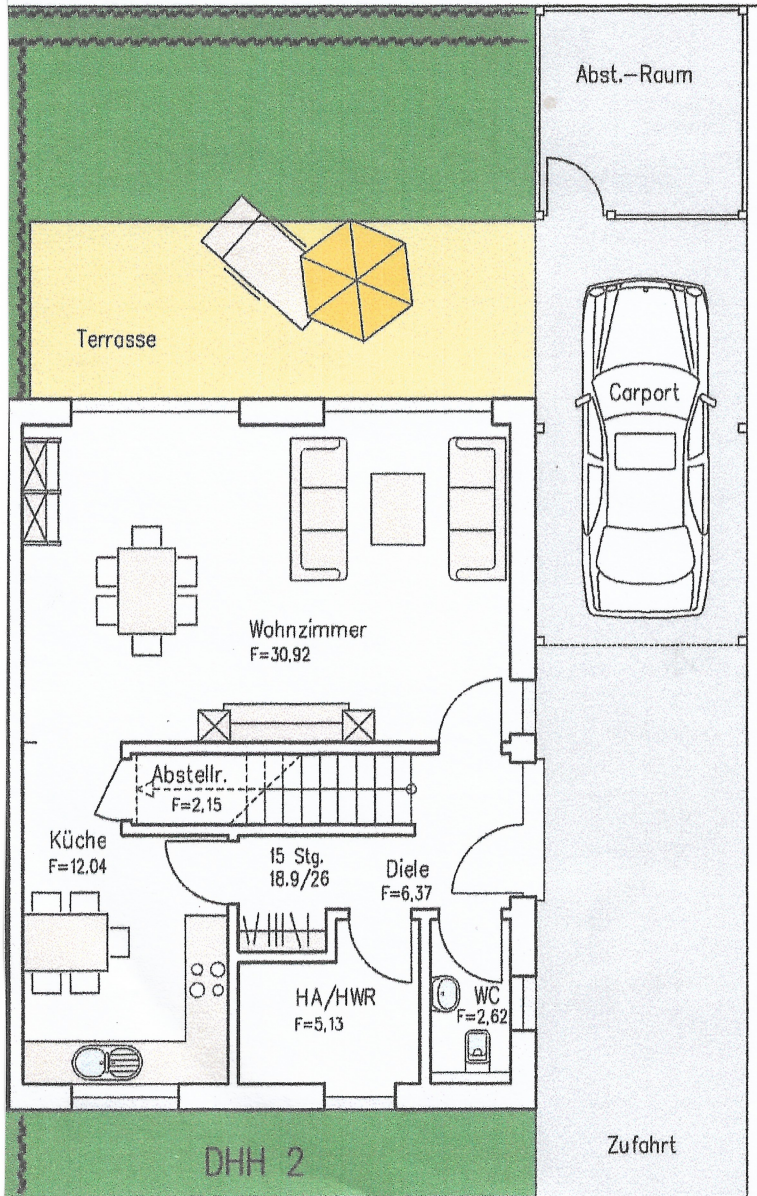 Abst.-Raum
Terrasse
Carport
Wohnzimmer
F=30,92
Abstellr.
F=2,15
Küche
F=12.04
15 Stg.
18.9/26
Diele
F=6,37
HA/HWR
F=5,13
WC
F=2,62
DHH 2
Zufahrt